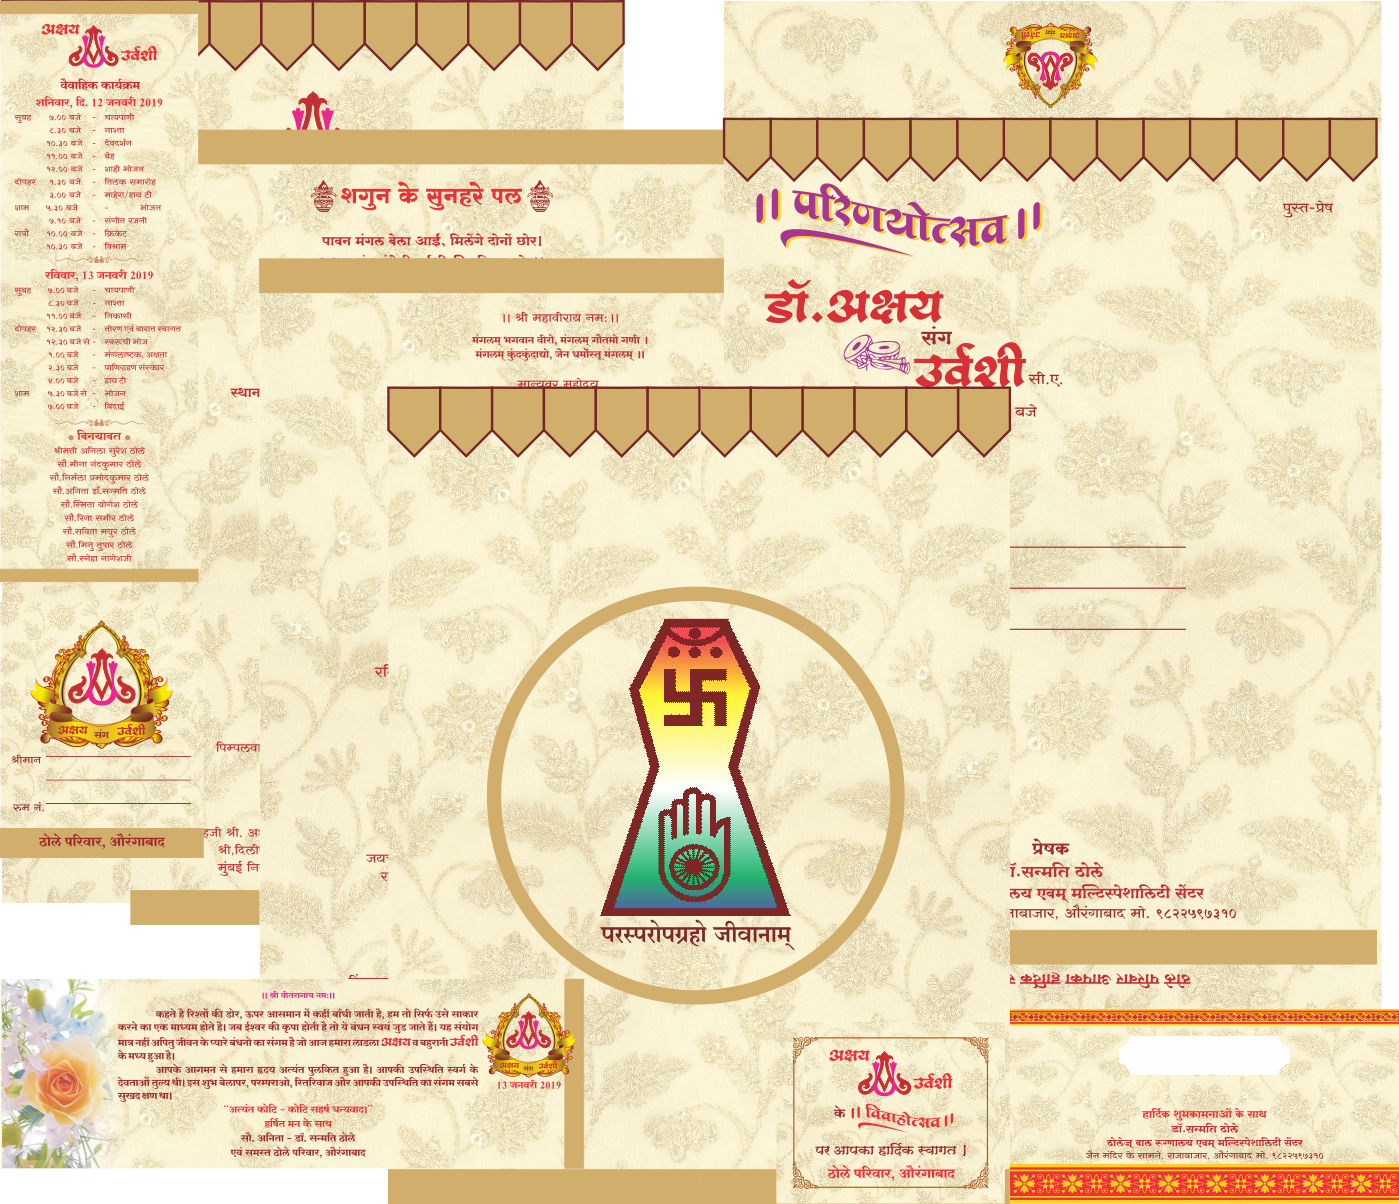 अक्षय
उर्वशी
वैवाहिक कार्यक्रम
शनिवार, दि. 12 जनवरी 2019
सुबह ७.०० बजे - चायपाणी
८.३० बजे - नाश्ता
१०.३० बजे - देवदर्शन
११.०० बजे - बेह
१२.०० बजे - शाही भोजन
दोपहर १.३० बजे - तिलक समारोह
३.०० बजे - माहेरा/हाय टी
शाम ५.३० बजे - भोजन
७.१० बजे - संगीत रजनी
रात्री १०.०० बजे - क्रिकेट
१०.३० बजे - विश्राम
रविवार, 13 जनवरी 2019
सुबह ७.०० बजे - चायपाणी
८.३० बजे - नाश्ता
११.०० बजे - निकासी
दोपहर १२.३० बजे - तोरण एवं बारात स्वागत
१२.३० बजे से - स्वरूची भोज
१.०० बजे - मंगलाष्टक, अक्षता
२.३० बजे - पाणिग्रहण संस्कार
४.०० बजे - हाय टी
शाम ५.३० बजे से - भोजन
७.०० बजे - बिदाई
विनयावत
श्रीमती अनिला सुरेश ठोले
सौ.मीना नंदकुमार ठोले
सौ.निर्मला प्रमोदकुमार ठोले
सौ.अनिता डॉ.सन्मति ठोले
सौ.स्मिता योगेश ठोले
सौ.रिना समीर ठोले
सौ.सविता मयुर ठोले
सौ.मिनु तुषार ठोले
सौ.स्नेहा नागेशजी
अक्षय संग उर्वशी
श्रीमान
रुम नं.
ठोले परिवार, औरंगाबाद
शगुन के सुनहरे पल
पावन मंगल बेला आई, मिलेंगे दोनों छोर।
।। श्री महावीराय नम:।।
मंगलम् भगवान वीरो, मंगलम् गौतमो गणी ।
मंगलम् कुंदकुंदाद्यो, जैन धर्मोस्तू मंगलम् ।।
मान्यवर महोदय
स्थान
पिम्पलवा
श्री. अ
श्री,दिली
मुंबई नि
परस्परोपग्रहो जीवानाम्
अक्षय संग उर्वशी
।। परिणयोत्सव ।।
पुस्त-प्रेष
डॉ.अक्षय
संग
उर्वशी सी.ए.
बजे
प्रेषक
.सन्मति ठोले
लय एवम् मल्टिस्पेशालिटी सेंटर
बाजार, औरंगाबाद मो. ९८२२५९७३१०
ठोले परिवार आपका हार्दिक
।। श्री वीतरागाय नम:।।
कहते है रिश्तों की डोर, ऊपर आसमान में कहीं बांधी जाती है, हम तो सिर्फ उसे साकार
करने का एक माध्यम होते है। जब ईश्वर की कृपा होती है तो ये बंधन स्वयं जुड जाते हैं। यह संयोग
मात्र नहीं अपितु जीवन के प्यारे बंधनो का संगम है जो आज हमारा लाडला अक्षय व बहुरानी उर्वशी
के मध्य हुआ है।
आपके आगमन से हमारा ह्रदय अत्यंत पुलकित हुआ है। आपकी उपस्थिति स्वर्ग के
देवताओं तुल्य थी। इस शुभ बेलापर, परम्पराओ, रितिरिवाज और आपकी उपस्थिति का संगम सबसे
सुखद क्षण था।
"अत्यंत कोटि - कोटि सहर्ष धन्यवाद।"
हर्षित मन के साथ
सौ. अनिता - डॉ. सन्मति ठोले
एवं समस्त ठोले परिवार, औरंगाबाद
अक्षय संग उर्वशी
13 जनवरी 2019
अक्षय
उर्वशी
के ।। विवाहोत्सव ।।
पर आपका हार्दिक स्वागत !
ठोले परिवार, औरंगाबाद
हार्दिक शुभकामनाओं के साथ
डॉ.सन्मति ठोले
ठोलेज् बाल रूग्णालय एवम् मल्टिस्पेशालिटी सेंटर
जैन मंदिर के सामने, राजाबाजार, औरंगाबाद मो. ९८२२५९७३१०